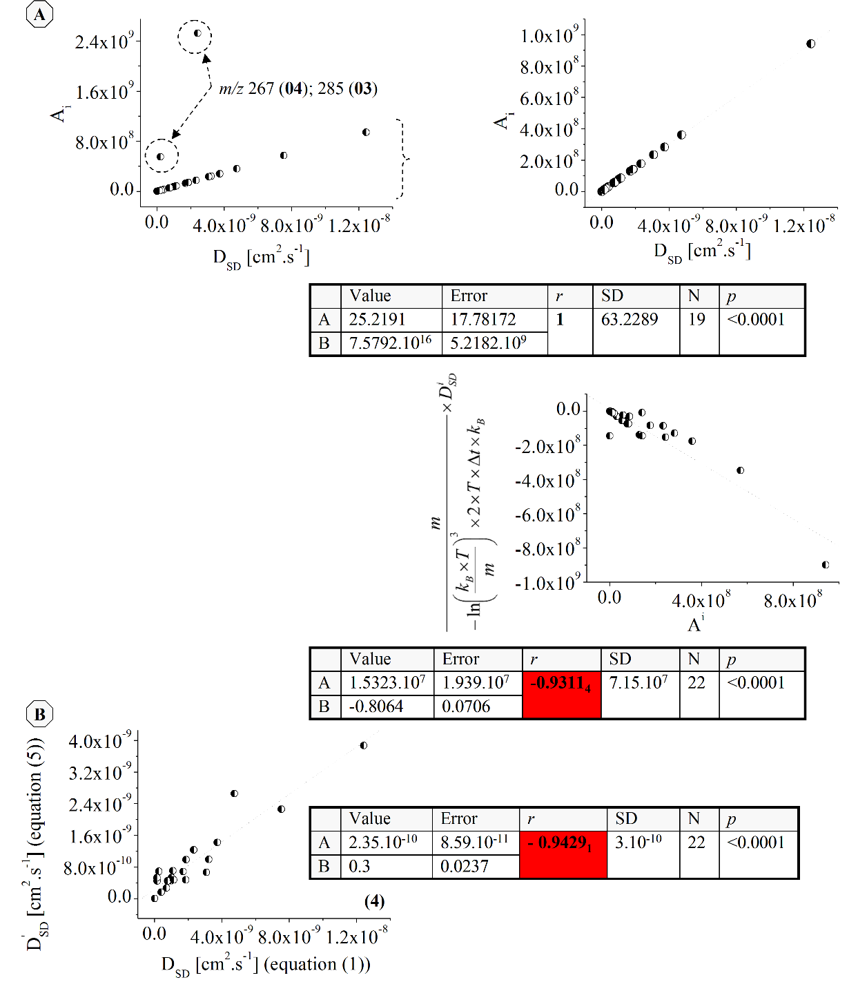 A
2.4x10^9
1.6x10^9
8.0x10^8
0.0
A_i
m/z 267 (04); 285 (03)
0.0 4.0x10^-9 8.0x10^-9 1.2x10^-8
D_SD [cm^2.s^-1]
1.0x10^9
8.0x10^8
6.0x10^8
4.0x10^8
2.0x10^8
0.0
A_i
0.0 4.0x10^-9 8.0x10^-9 1.2x10^-8
D_SD [cm^2.s^-1]
Value Error r SD N p
A 25.2191 17.78172 1 63.2289 19 <0.0001
B 7.5792.10^16 5.2182.10^9
m / (-ln((k_B×T)/m)^3 ×2×T×Δt×k_B) ×D^i_SD
0.0
-2.0x10^8
-4.0x10^8
-6.0x10^8
-8.0x10^8
-1.0x10^9
0.0 4.0x10^8 8.0x10^8
A^i
Value Error r SD N p
A 1.5323.10^7 1.939.10^7 -0.9311_4 7.15.10^7 22 <0.0001
B -0.8064 0.0706
B
4.0x10^-9
3.2x10^-9
2.4x10^-9
1.6x10^-9
8.0x10^-10
0.0
D'_SD [cm^2.s^-1] (equation (5))
Value Error r SD N p
A 2.35.10^-10 8.59.10^-11 - 0.9429_1 3.10^-10 22 <0.0001
B 0.3 0.0237
(4)
0.0 4.0x10^-9 8.0x10^-9 1.2x10^-8
D_SD [cm^2.s^-1] (equation (1))